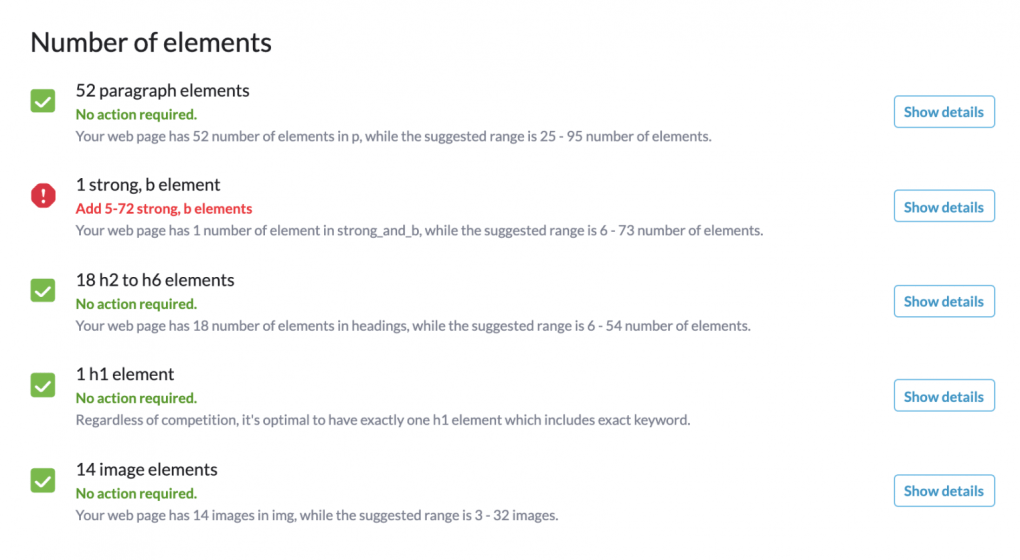 Number of elements
52 paragraph elements
No action required.
Your web page has 52 number of elements in p, while the suggested range is 25 - 95 number of elements.
Show details
1 strong, b element
Add 5-72 strong, b elements
Your web page has 1 number of element in strong_and_b, while the suggested range is 6 - 73 number of elements.
Show details
18 h2 to h6 elements
No action required.
Your web page has 18 number of elements in headings, while the suggested range is 6 - 54 number of elements.
Show details
1 h1 element
No action required.
Regardless of competition, it's optimal to have exactly one h1 element which includes exact keyword.
Show details
14 image elements
No action required.
Your web page has 14 images in img, while the suggested range is 3 - 32 images.
Show details